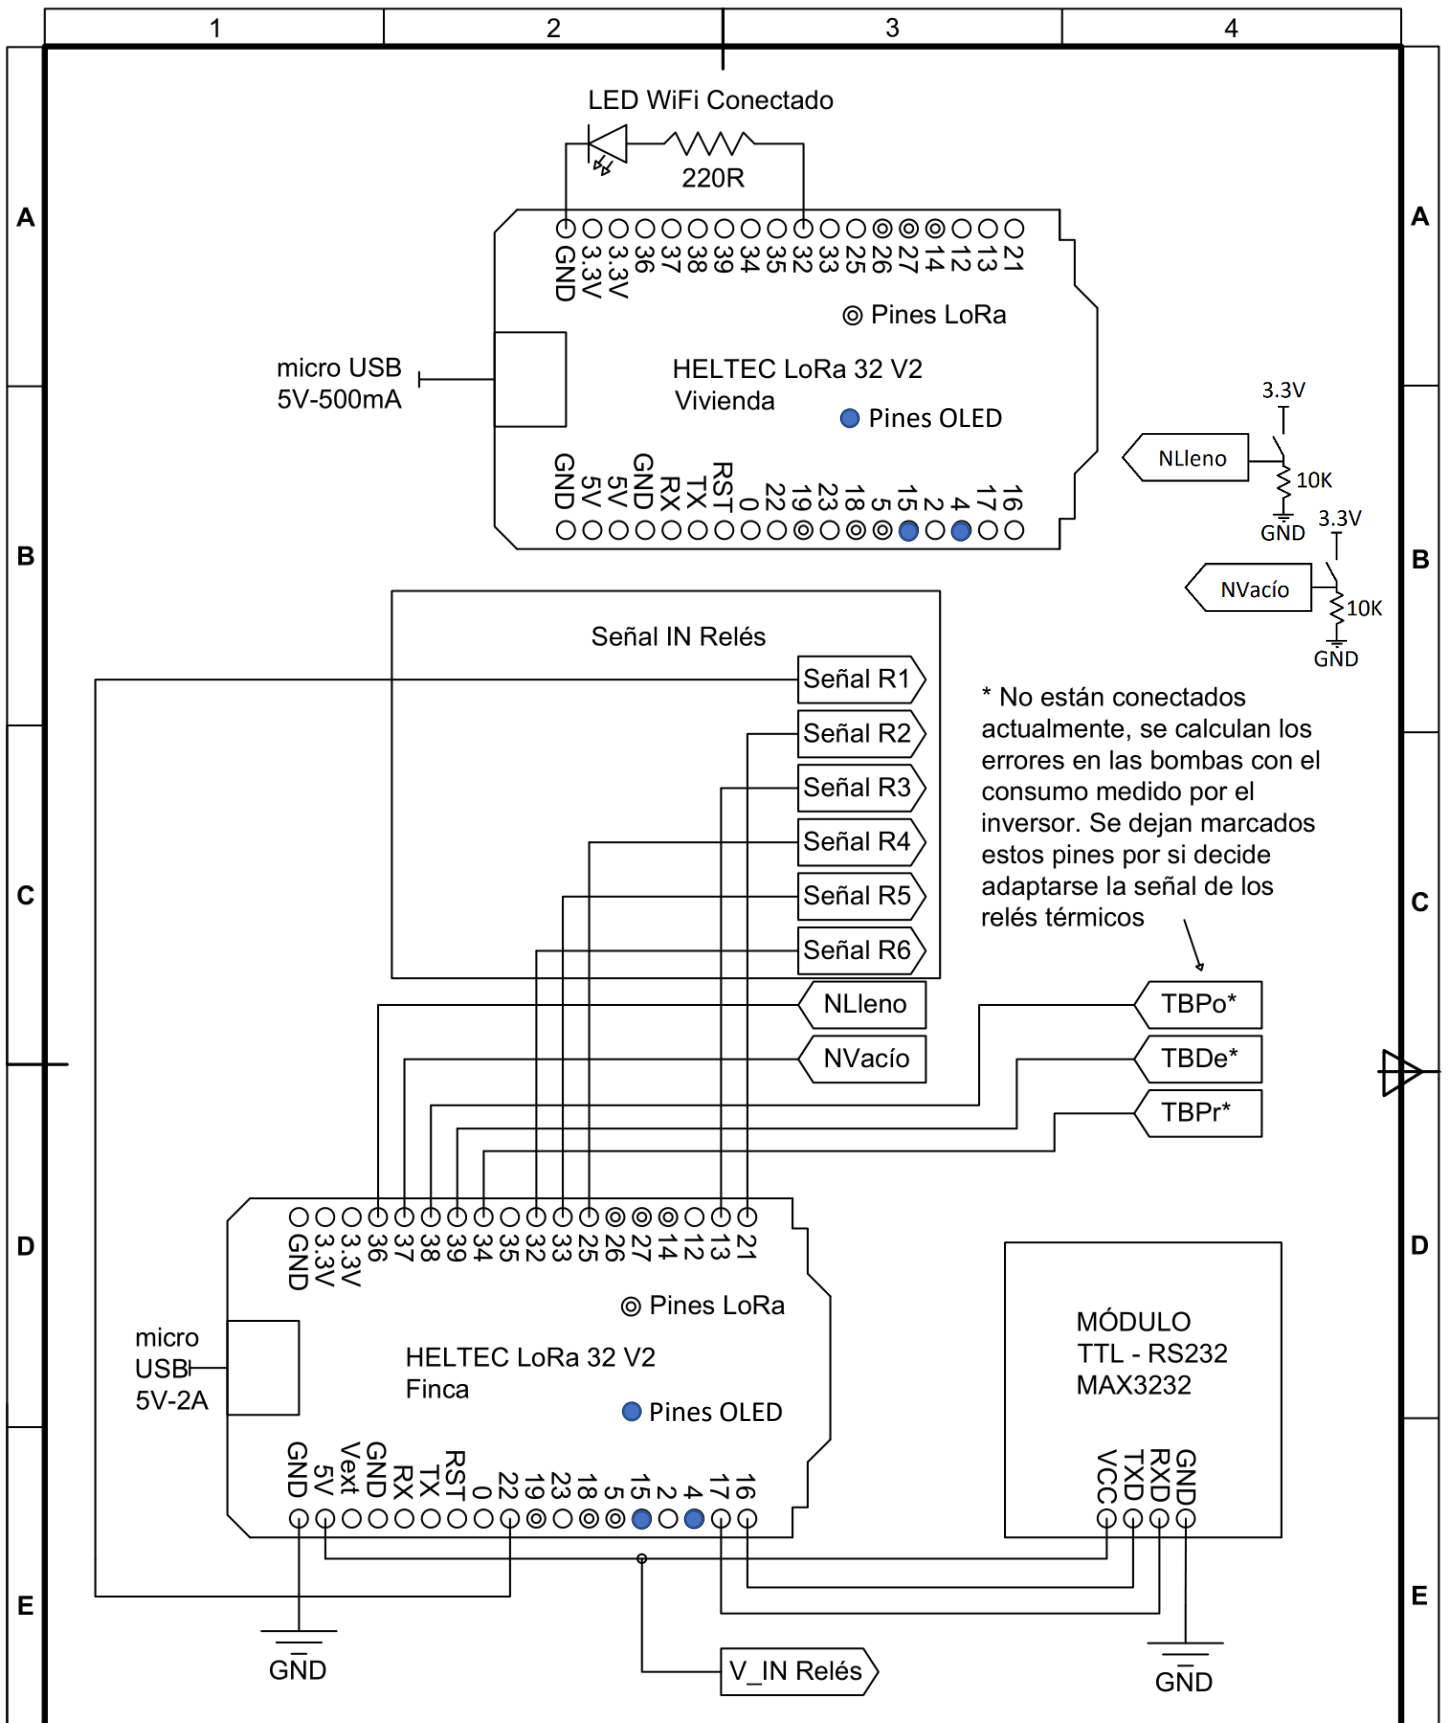 1 2 3 4
LED WiFi Conectado
220R
A A
GND 3.3V 3.3V 36 37 38 39 34 35 32 33 25 26 27 14 12 13 21
Pines LoRa
micro USB
5V-500mA
HELTEC LoRa 32 V2
Vivienda
Pines OLED
GND 5V 5V GND RX TX RST 0 22 19 23 18 5 15 2 4 17 16
3.3V
NLleno
10K
GND
3.3V
NVacío
10K
GND
B B
Señal IN Relés
Señal R1
Señal R2
Señal R3
Señal R4
Señal R5
Señal R6
NLleno
NVacío
* No están conectados
actualmente, se calculan los
errores en las bombas con el
consumo medido por el
inversor. Se dejan marcados
estos pines por si decide
adaptarse la señal de los
relés térmicos
C C
TBPo*
TBDe*
TBPr*
D D
GND 3.3V 3.3V 36 37 38 39 34 35 32 33 25 26 27 14 12 13 21
Pines LoRa
micro
USB
5V-2A
HELTEC LoRa 32 V2
Finca
Pines OLED
GND 5V Vext GND RX TX RST 0 22 19 23 18 5 15 2 4 17 16
MÓDULO
TTL - RS232
MAX3232
VCC TXD RXD GND
E E
GND
V_IN Relés
GND